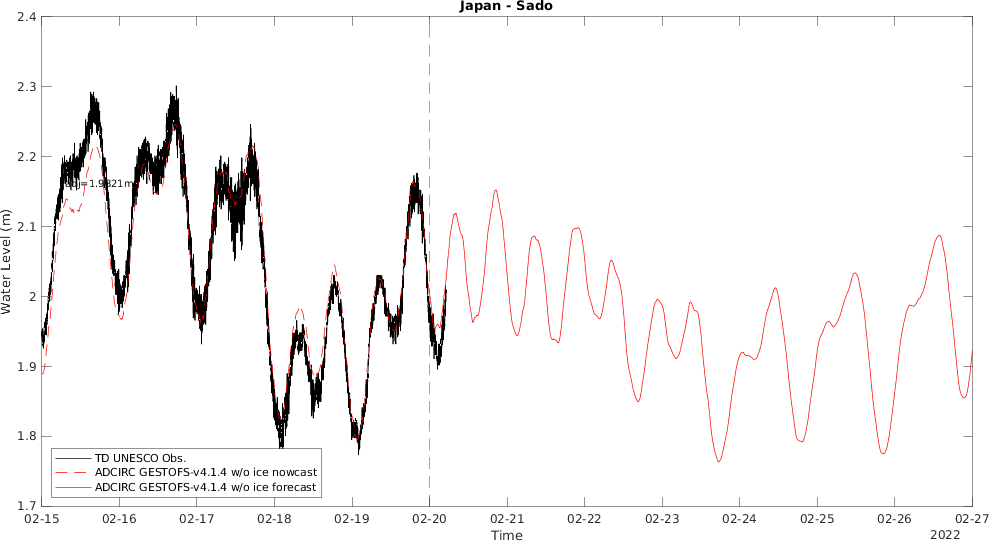 Japan - Sado
2.4
2.3
2.2
2.1
2
1.9
1.8
1.7
Water Level (m)
TD UNESCO Obs.
ADCIRC GESTOFS-v4.1.4 w/o ice nowcast
ADCIRC GESTOFS-v4.1.4 w/o ice forecast
02-15 02-16 02-17 02-18 02-19 02-20 02-21 02-22 02-23 02-24 02-25 02-26 02-27
Time
2022